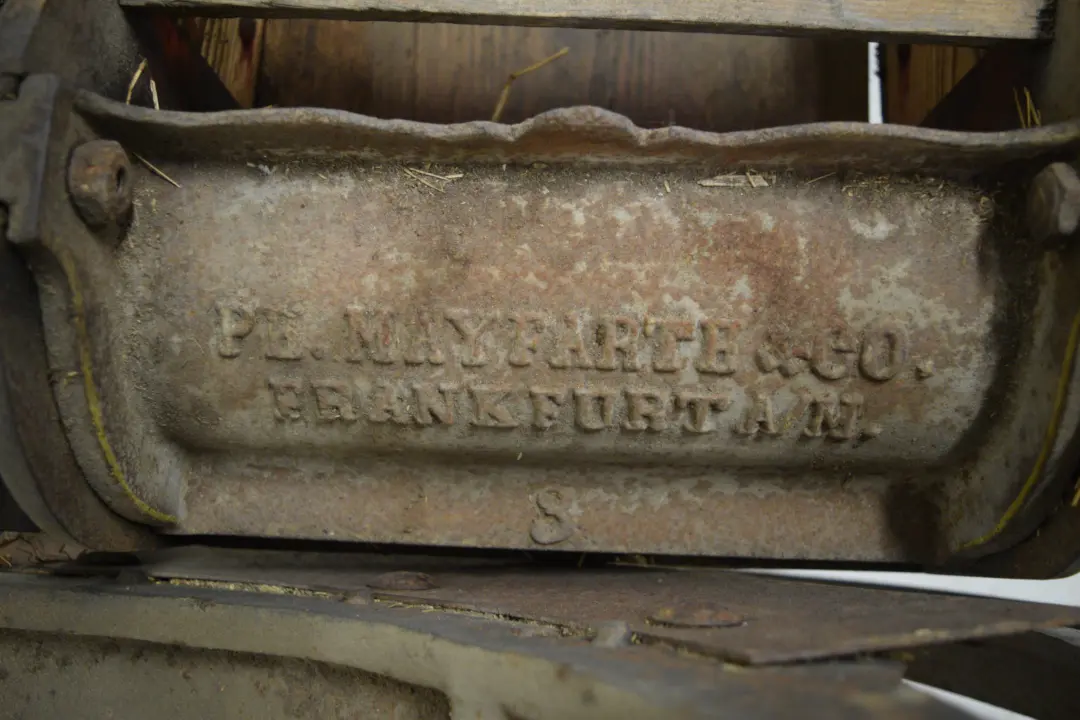 PH. MAYFARTH & CO.
FRANKFURT A/M.
8